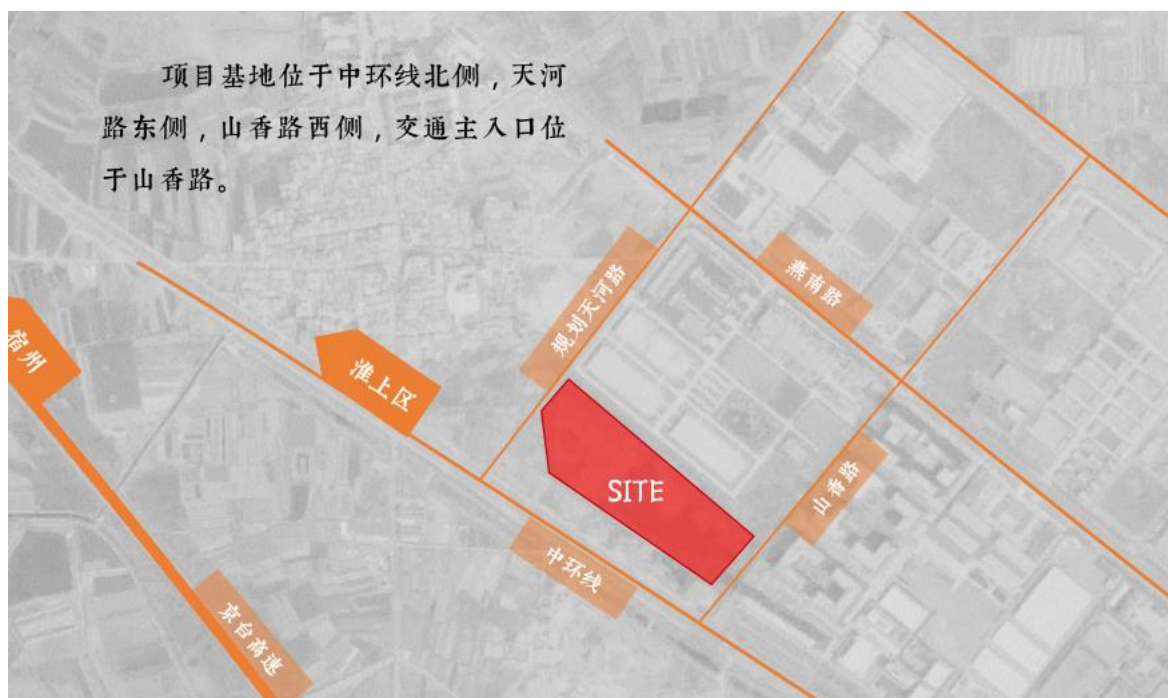 项目基地位于中环线北侧，天河
路东侧，山香路西侧，交通主入口位
于山香路。
规划天河路
燕南路
宿州
淮上区
SITE
山香路
中环线
京台高速